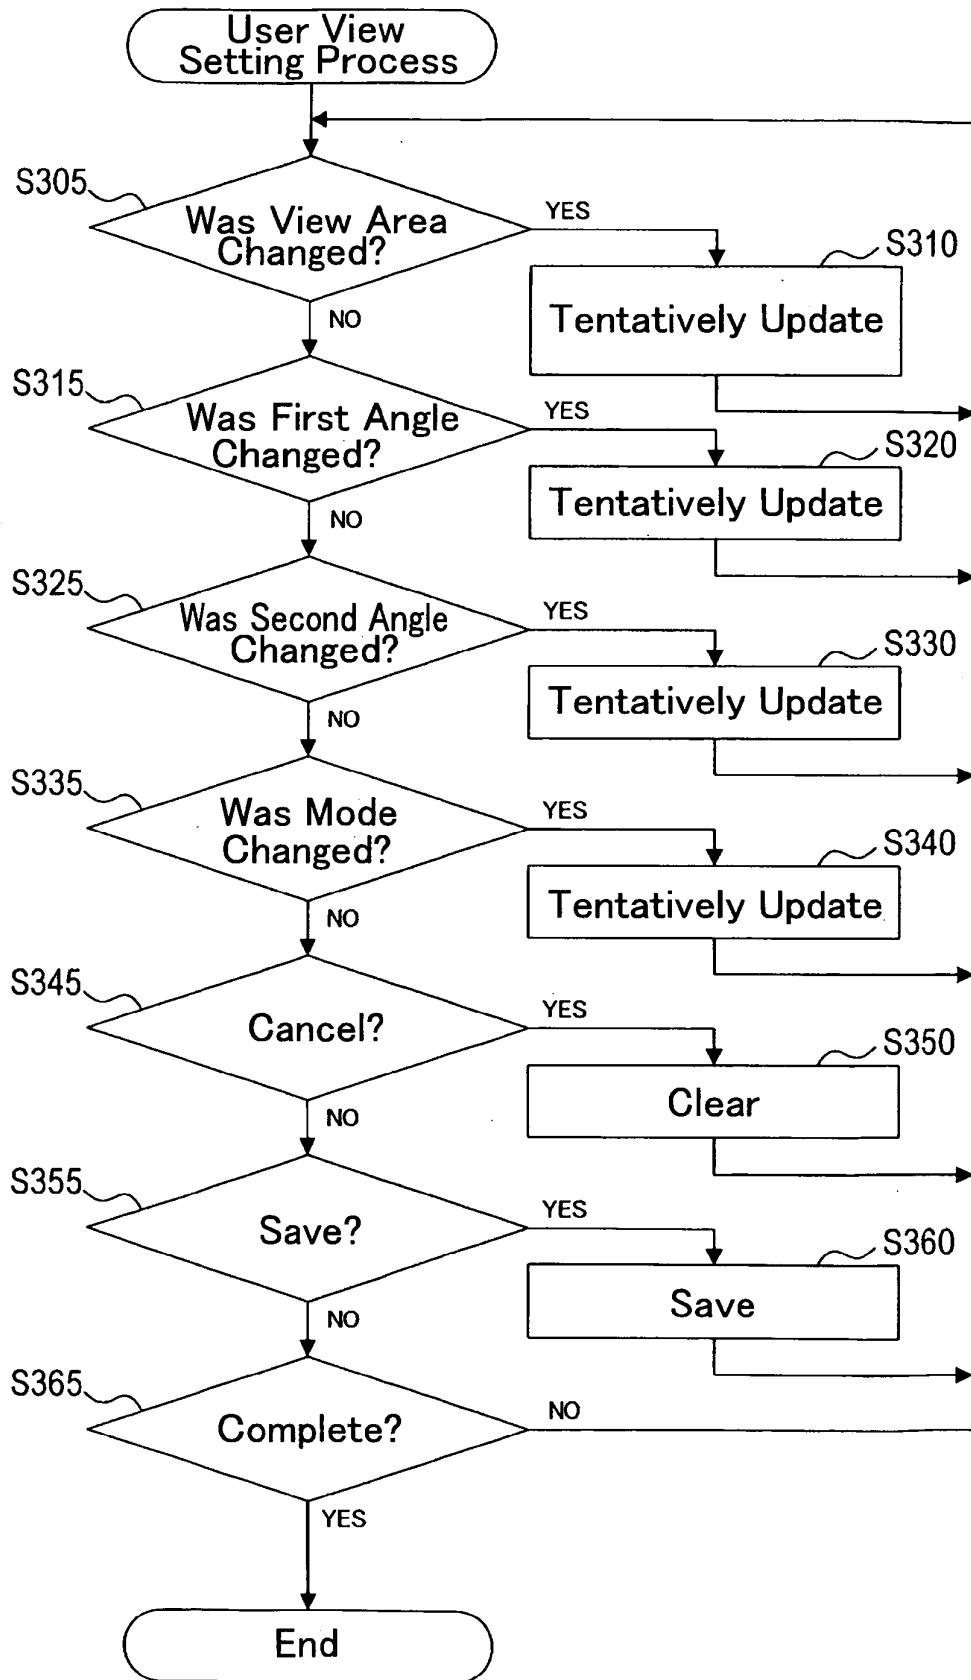 User View
Setting Process
S305
Was View Area
Changed?
YES
S310
Tentatively Update
NO
S315
Was First Angle
Changed?
YES
S320
Tentatively Update
NO
S325
Was Second Angle
Changed?
YES
S330
Tentatively Update
NO
S335
Was Mode
Changed?
YES
S340
Tentatively Update
NO
S345
Cancel?
YES
S350
Clear
NO
S355
Save?
YES
S360
Save
NO
S365
Complete?
NO
YES
End